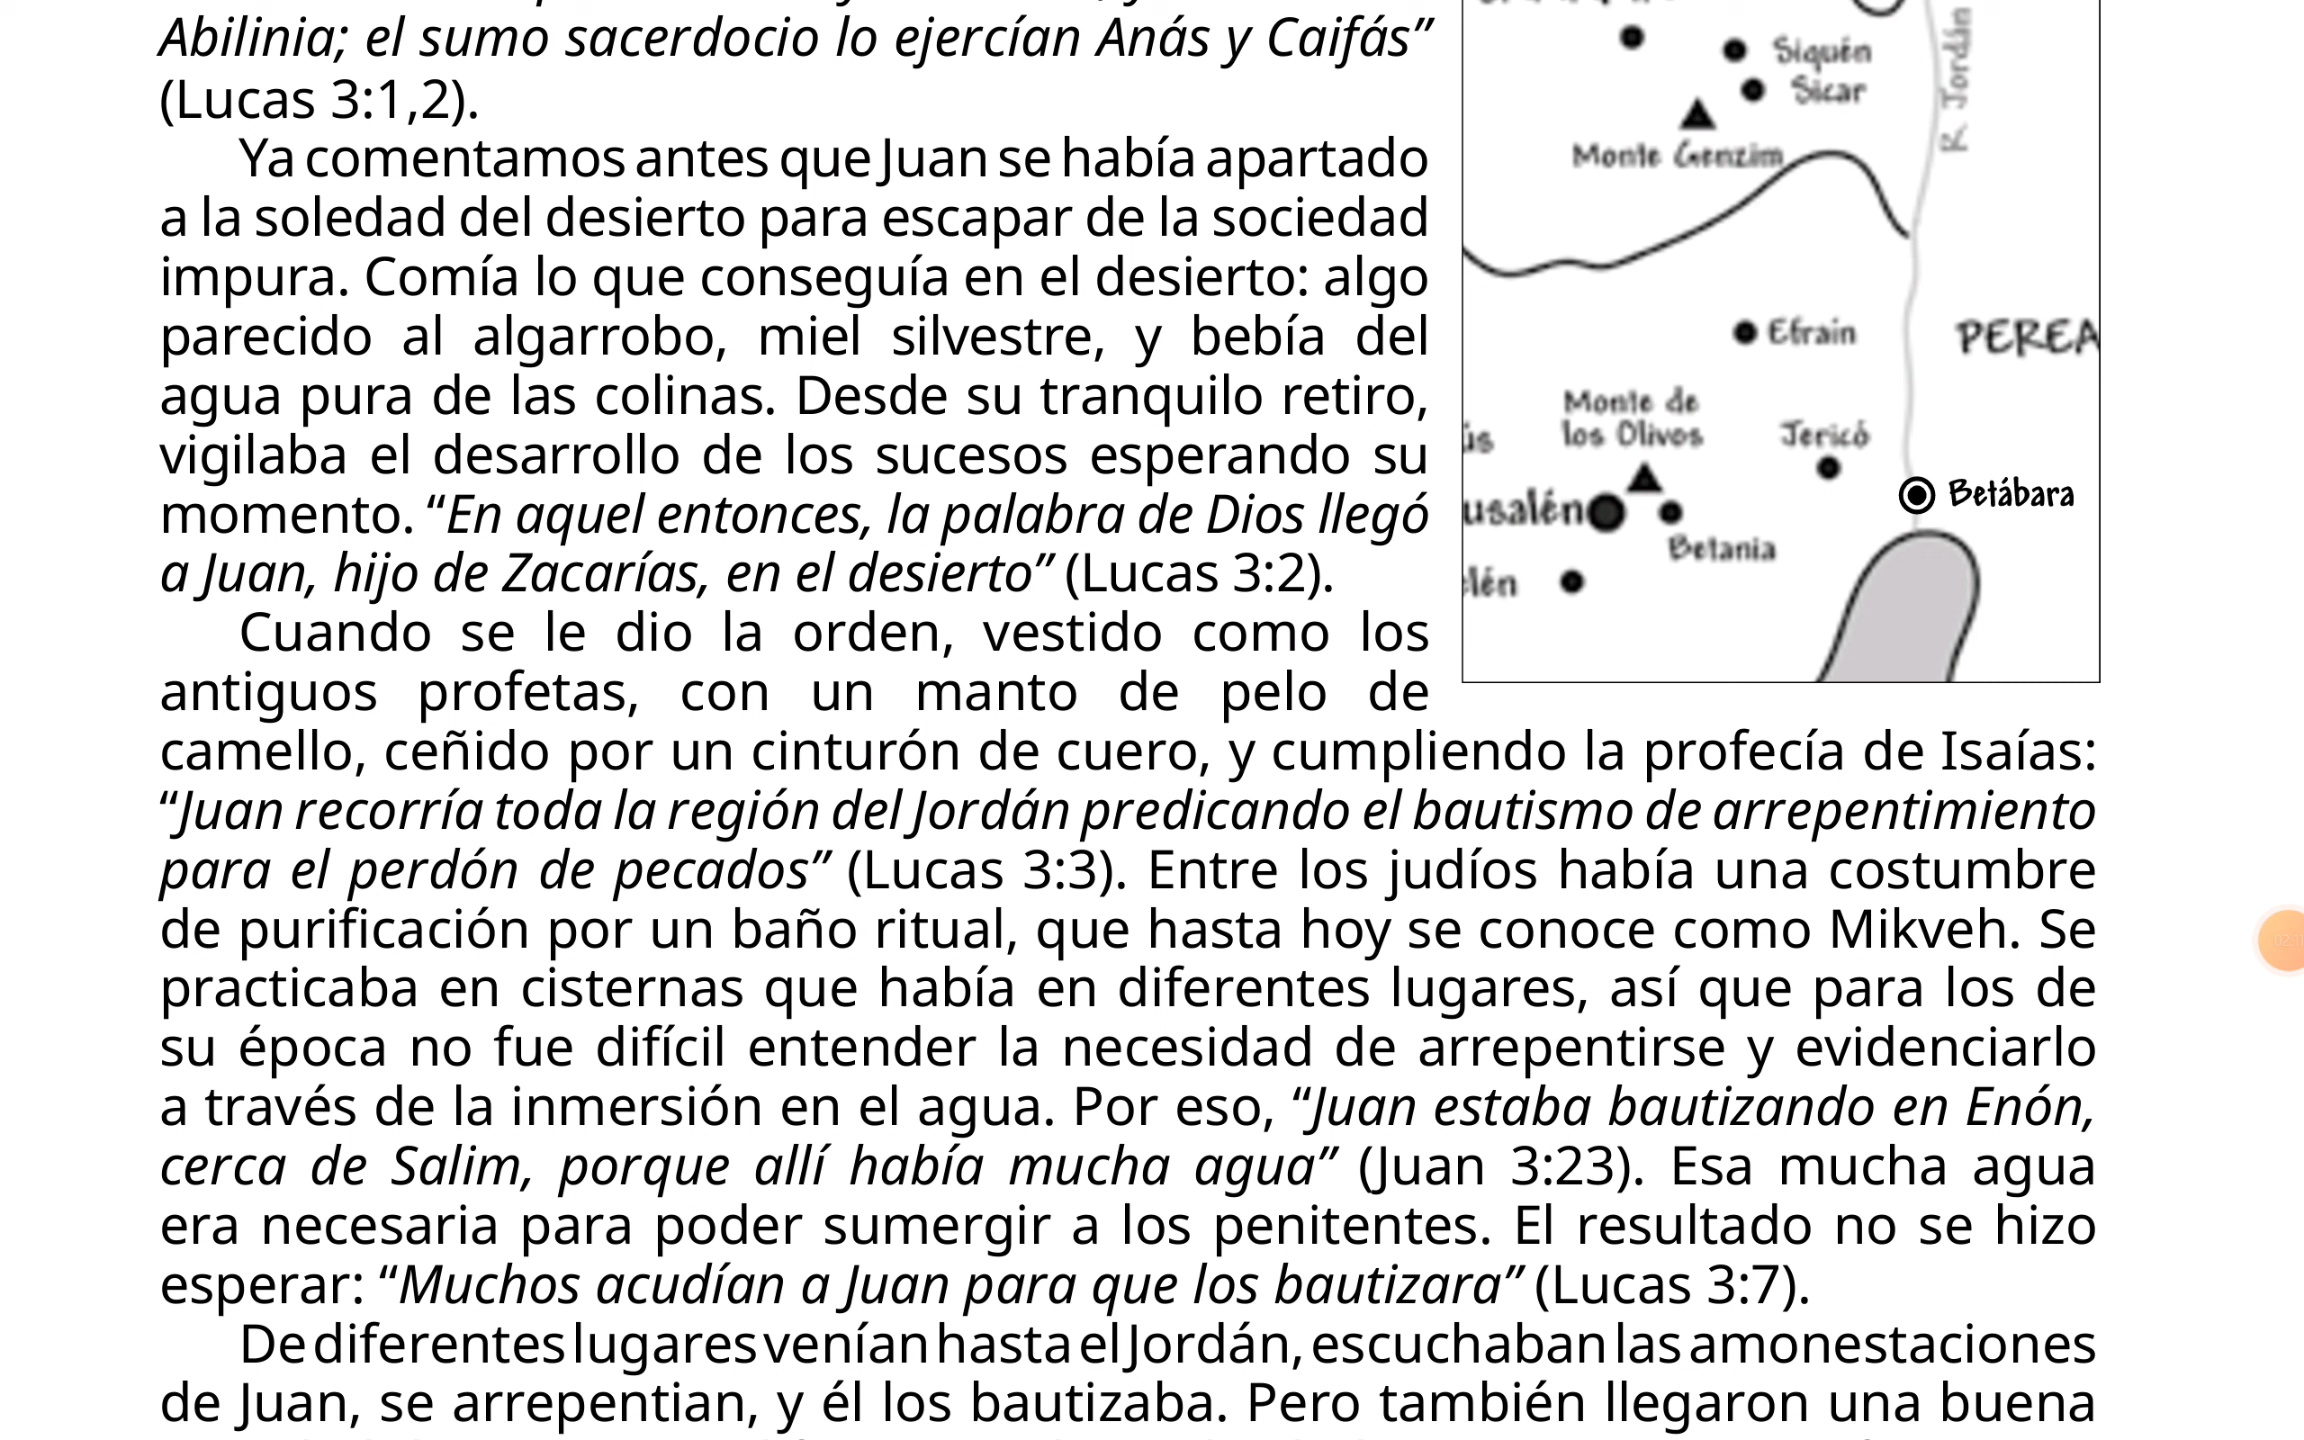 Abilinia; el sumo sacerdocio lo ejercían Anás y Caifás”
(Lucas 3:1,2).
Ya comentamos antes que Juan se había apartado
a la soledad del desierto para escapar de la sociedad
impura. Comía lo que conseguía en el desierto: algo
parecido al algarrobo, miel silvestre, y bebía del
agua pura de las colinas. Desde su tranquilo retiro,
vigilaba el desarrollo de los sucesos esperando su
momento. “En aquel entonces, la palabra de Dios llegó
a Juan, hijo de Zacarías, en el desierto” (Lucas 3:2).
Cuando se le dio la orden, vestido como los
antiguos profetas, con un manto de pelo de
camello, ceñido por un cinturón de cuero, y cumpliendo la profecía de Isaías:
“Juan recorría toda la región del Jordán predicando el bautismo de arrepentimiento
para el perdón de pecados” (Lucas 3:3). Entre los judíos había una costumbre
de purificación por un baño ritual, que hasta hoy se conoce como Mikveh. Se
practicaba en cisternas que había en diferentes lugares, así que para los de
su época no fue difícil entender la necesidad de arrepentirse y evidenciarlo
a través de la inmersión en el agua. Por eso, “Juan estaba bautizando en Enón,
cerca de Salim, porque allí había mucha agua” (Juan 3:23). Esa mucha agua
era necesaria para poder sumergir a los penitentes. El resultado no se hizo
esperar: “Muchos acudían a Juan para que los bautizara” (Lucas 3:7).
De diferentes lugares venían hasta el Jordán, escuchaban las amonestaciones
de Juan, se arrepentian, y él los bautizaba. Pero también llegaron una buena
Siquén
Sicar
R. Jordán
Monte Gerizim
Efrain
PEREA
Monte de
los Olivos
Jericó
ús
Betábara
usalén
Betania
elén